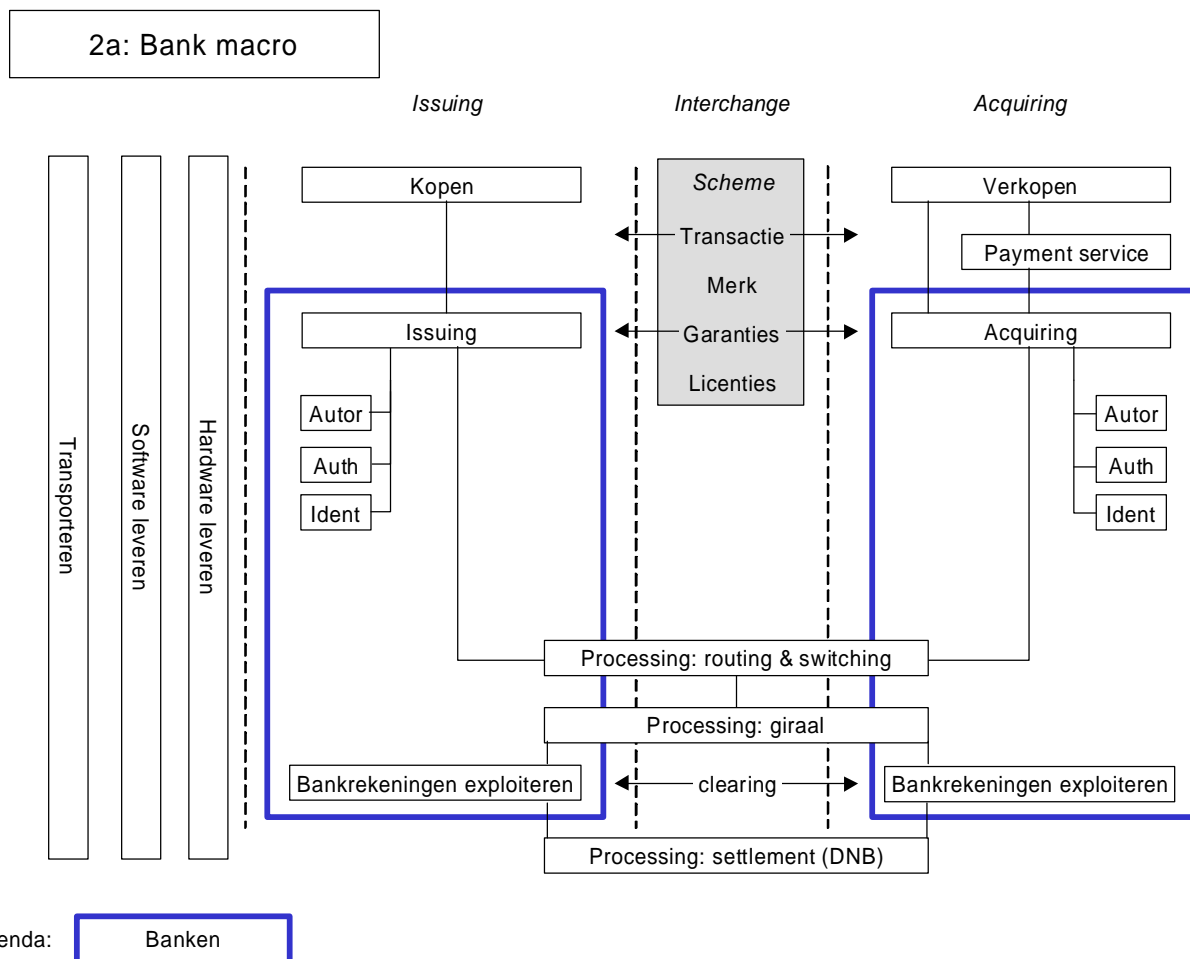 2a: Bank macro
Issuing
Interchange
Acquiring
Transporteren
Software leveren
Hardware leveren
Kopen
Scheme
Verkopen
Transactie
Payment service
Merk
Issuing
Garanties
Acquiring
Licenties
Autor
Autor
Auth
Auth
Ident
Ident
Processing: routing & switching
Processing: giraal
Bankrekeningen exploiteren
clearing
Bankrekeningen exploiteren
Processing: settlement (DNB)
enda:
Banken